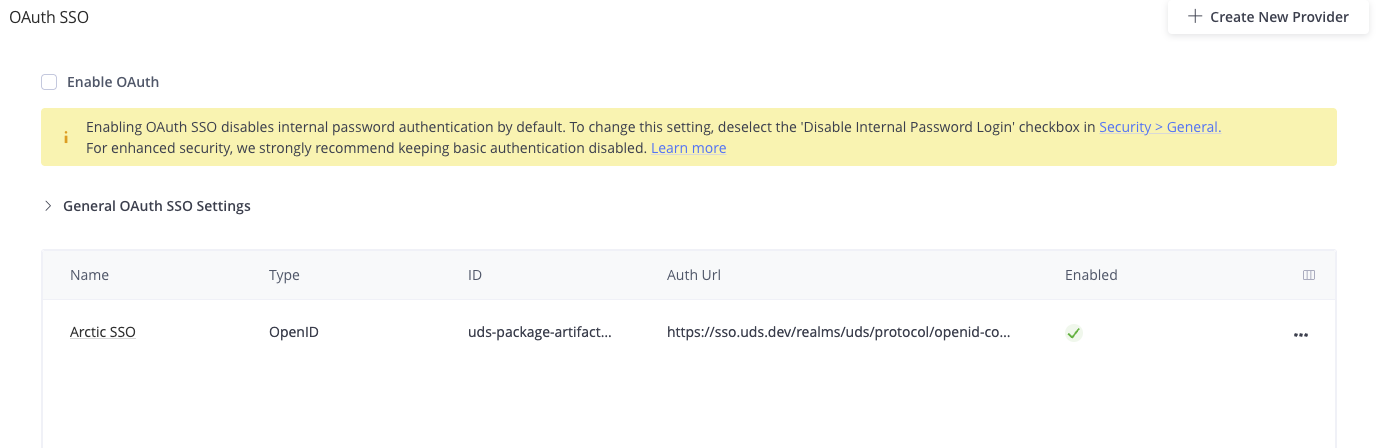 OAuth SSO
Create New Provider
Enable OAuth
Enabling OAuth SSO disables internal password authentication by default. To change this setting, deselect the 'Disable Internal Password Login' checkbox in Security > General.
For enhanced security, we strongly recommend keeping basic authentication disabled. Learn more
General OAuth SSO Settings
Name Type ID Auth Url Enabled
Arctic SSO OpenID uds-package-artifact... https://sso.uds.dev/realms/uds/protocol/openid-co...